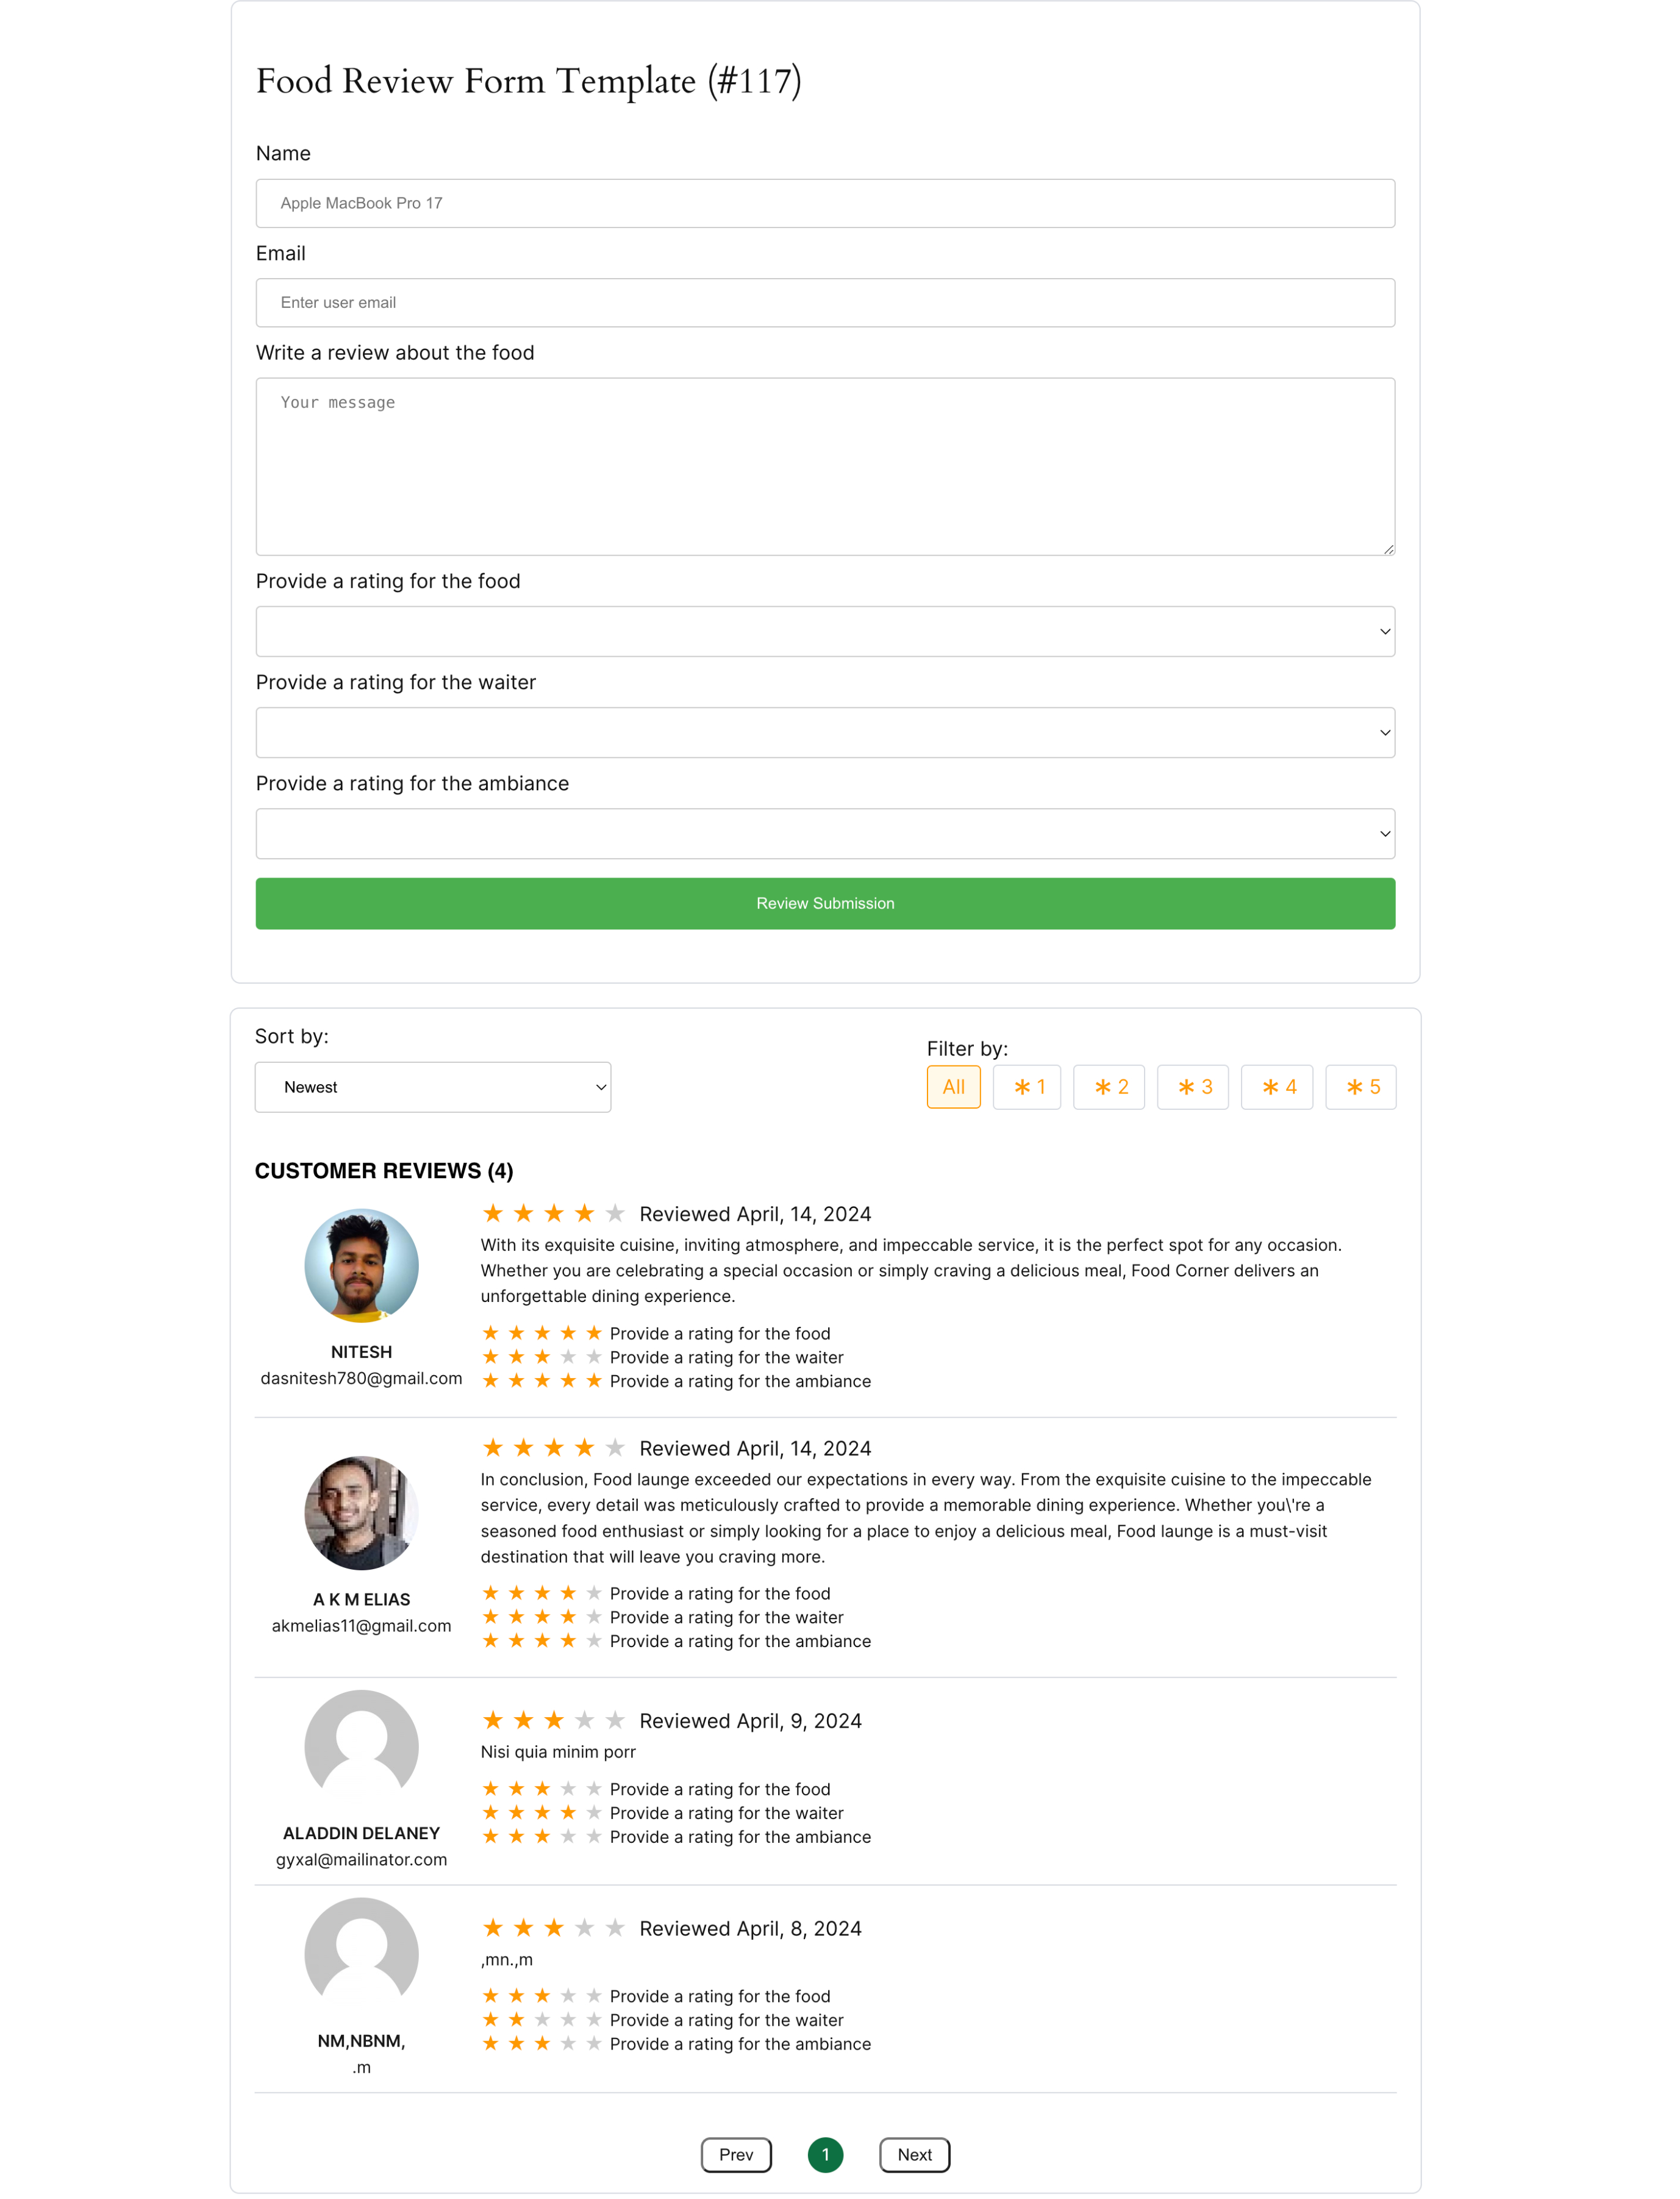 Food Review Form Template (#117)
Name
Apple MacBook Pro 17
Email
Enter user email
Write a review about the food
Your message
Provide a rating for the food
Provide a rating for the waiter
Provide a rating for the ambiance
Review Submission
Sort by:
Newest
Filter by:
All
* 1
* 2
* 3
* 4
* 5
CUSTOMER REVIEWS (4)
Reviewed April, 14, 2024
With its exquisite cuisine, inviting atmosphere, and impeccable service, it is the perfect spot for any occasion.
Whether you are celebrating a special occasion or simply craving a delicious meal, Food Corner delivers an
unforgettable dining experience.
Provide a rating for the food
Provide a rating for the waiter
Provide a rating for the ambiance
NITESH
dasnitesh780@gmail.com
Reviewed April, 14, 2024
In conclusion, Food launge exceeded our expectations in every way. From the exquisite cuisine to the impeccable
service, every detail was meticulously crafted to provide a memorable dining experience. Whether you\'re a
seasoned food enthusiast or simply looking for a place to enjoy a delicious meal, Food launge is a must-visit
destination that will leave you craving more.
Provide a rating for the food
Provide a rating for the waiter
Provide a rating for the ambiance
A K M ELIAS
akmelias11@gmail.com
Reviewed April, 9, 2024
Nisi quia minim porr
Provide a rating for the food
Provide a rating for the waiter
Provide a rating for the ambiance
ALADDIN DELANEY
gyxal@mailinator.com
Reviewed April, 8, 2024
,mn.,m
Provide a rating for the food
Provide a rating for the waiter
Provide a rating for the ambiance
NM,NBNM,
.m
Prev
1
Next